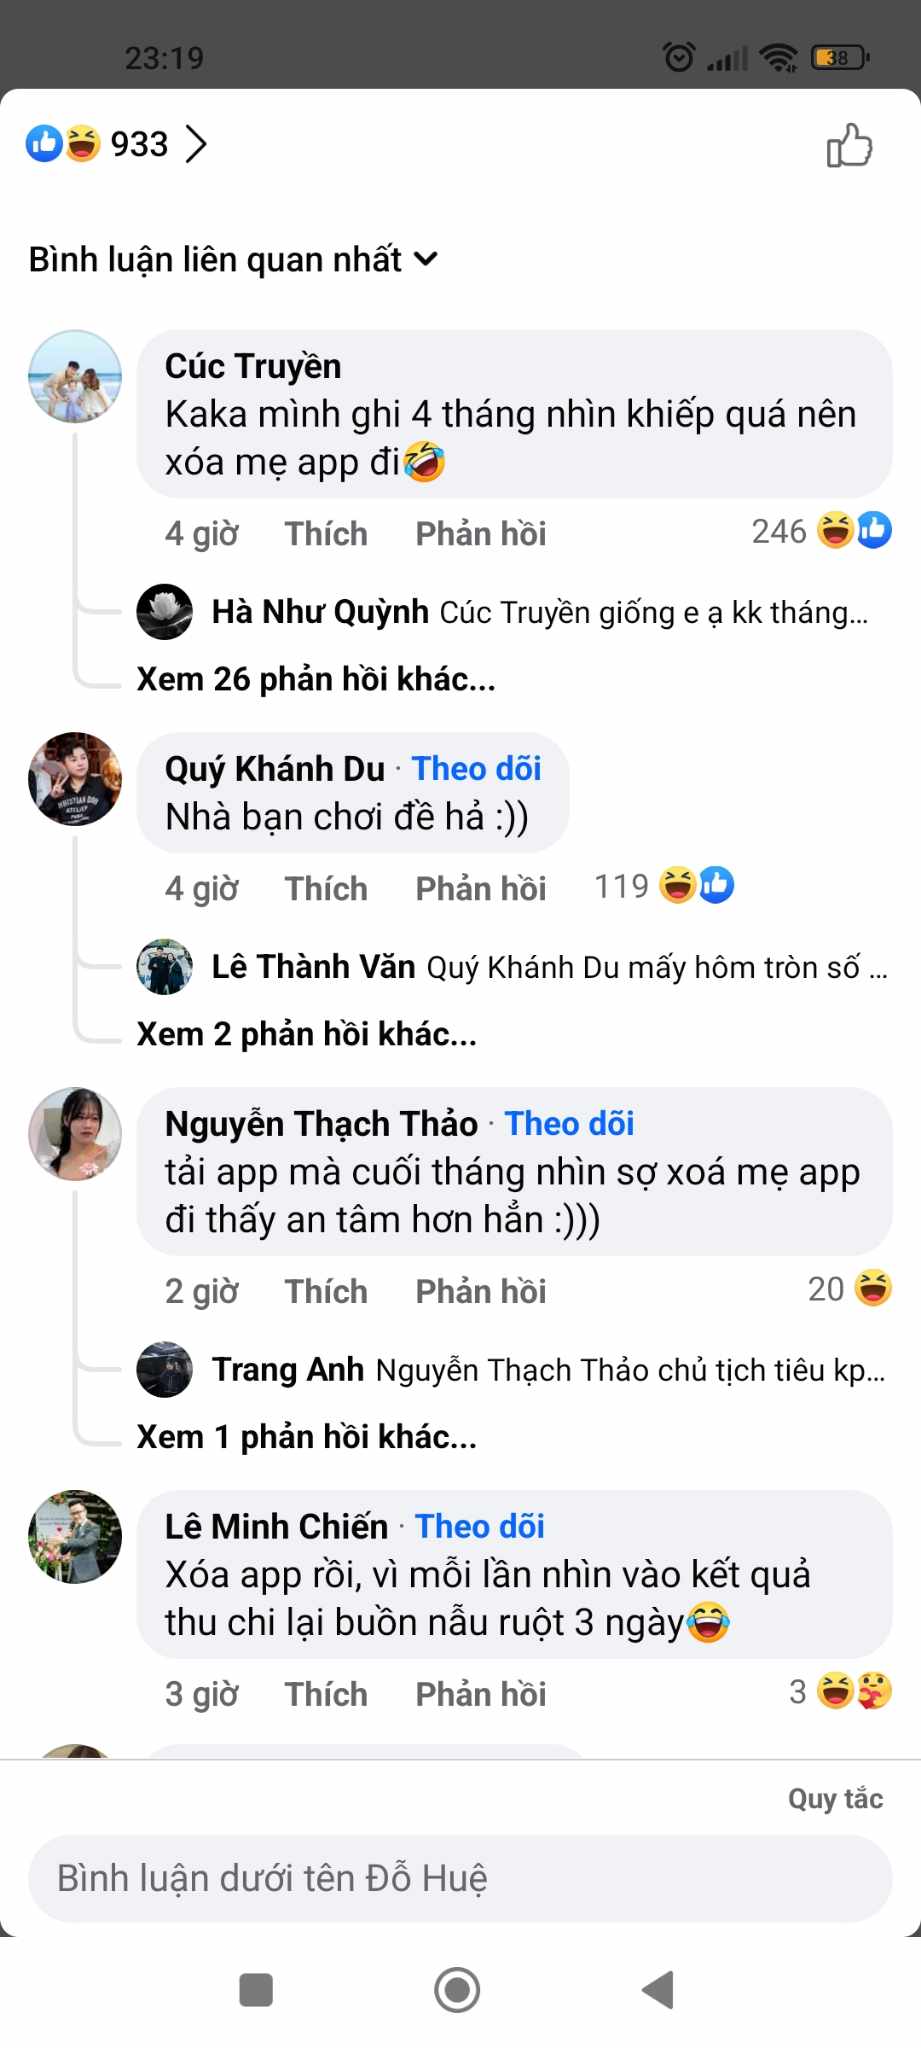 23:19
38
933
Bình luận liên quan nhất
Cúc Truyền
Kaka mình ghi 4 tháng nhìn khiếp quá nên
xóa mẹ app đi🤣
4 giờ Thích Phản hồi 246
Hà Như Quỳnh Cúc Truyền giống e ạ kk tháng...
Xem 26 phản hồi khác...
Quý Khánh Du · Theo dõi
Nhà bạn chơi đề hả :))
4 giờ Thích Phản hồi 119
Lê Thành Văn Quý Khánh Du mấy hôm tròn số ...
Xem 2 phản hồi khác...
Nguyễn Thạch Thảo · Theo dõi
tải app mà cuối tháng nhìn sợ xoá mẹ app
đi thấy an tâm hơn hẳn :)))
2 giờ Thích Phản hồi 20
Trang Anh Nguyễn Thạch Thảo chủ tịch tiêu kp...
Xem 1 phản hồi khác...
Lê Minh Chiến · Theo dõi
Xóa app rồi, vì mỗi lần nhìn vào kết quả
thu chi lại buồn nẫu ruột 3 ngày😂
3 giờ Thích Phản hồi 3
Quy tắc
Bình luận dưới tên Đỗ Huệ